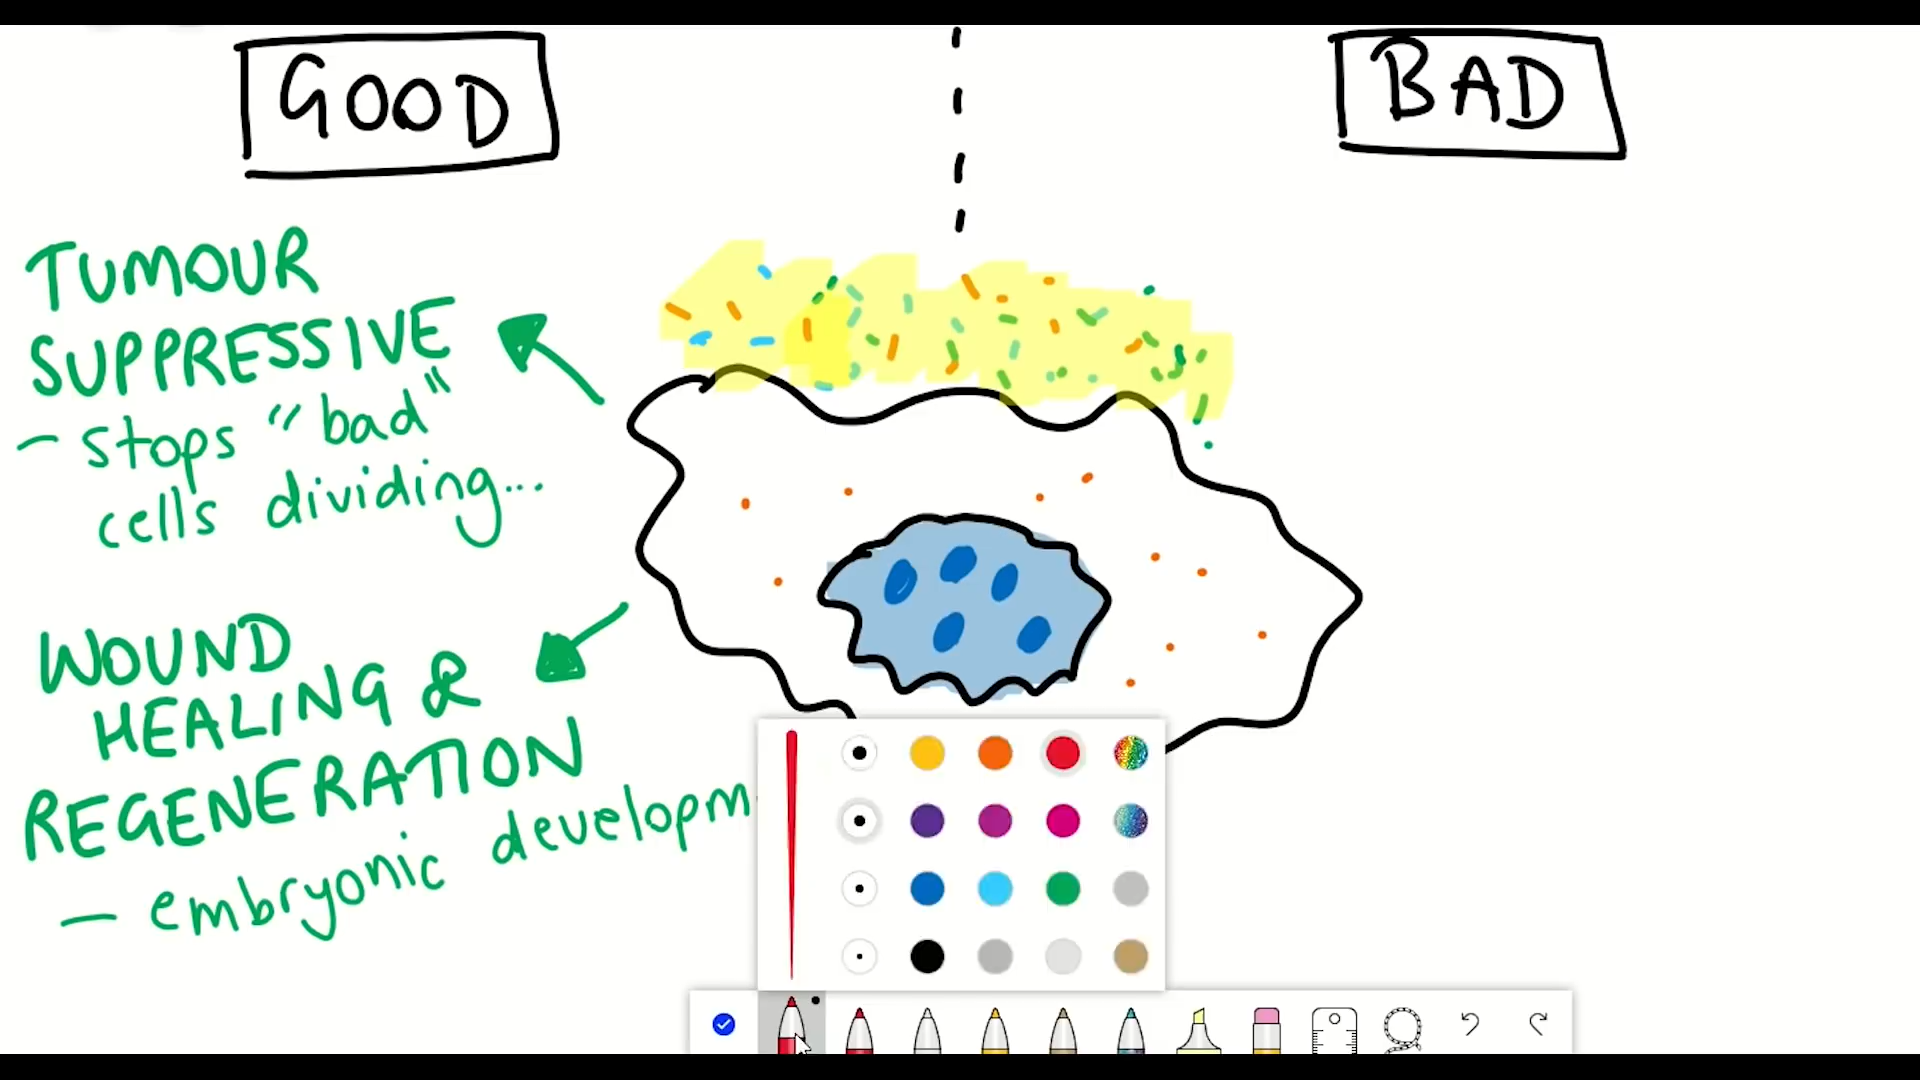 GOOD
BAD
TUMOUR
SUPPRESSIVE
- stops "bad"
cells dividing...
WOUND
HEALING &
REGENERATION
- embryonic developm